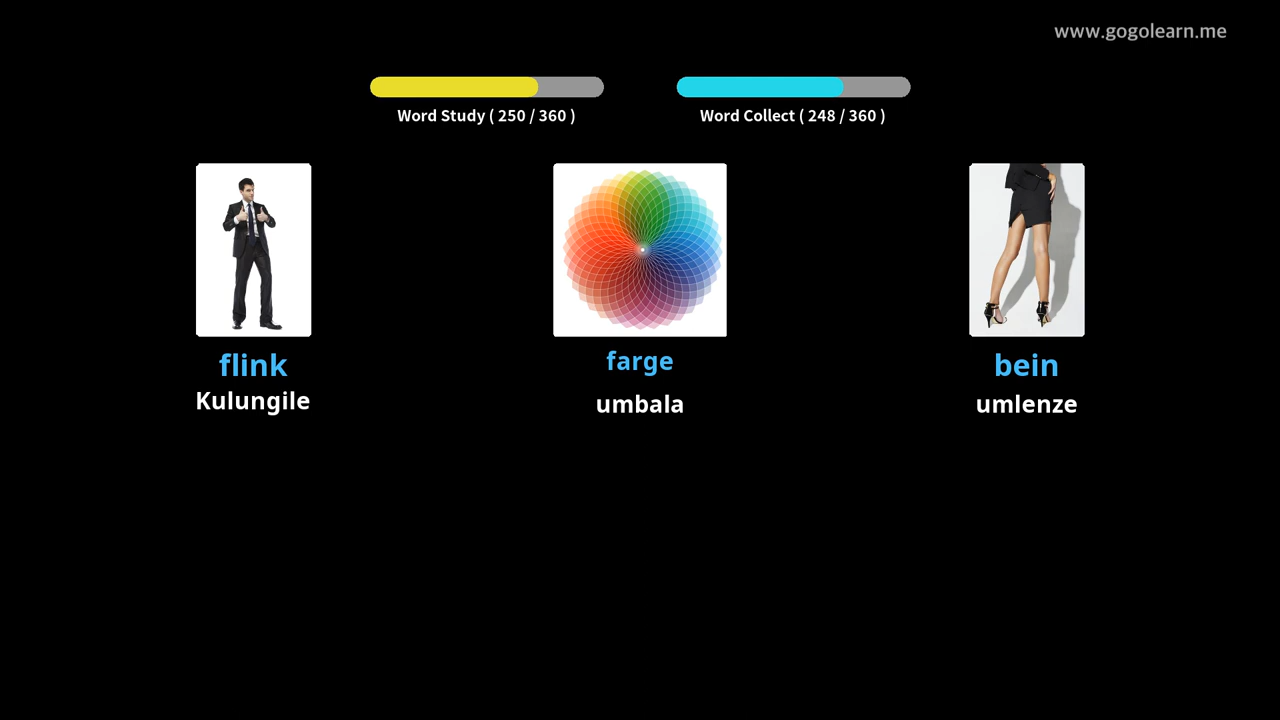 www.gogolearn.me
Word Study ( 250 / 360 )
Word Collect ( 248 / 360 )
flink
Kulungile
farge
umbala
bein
umlenze